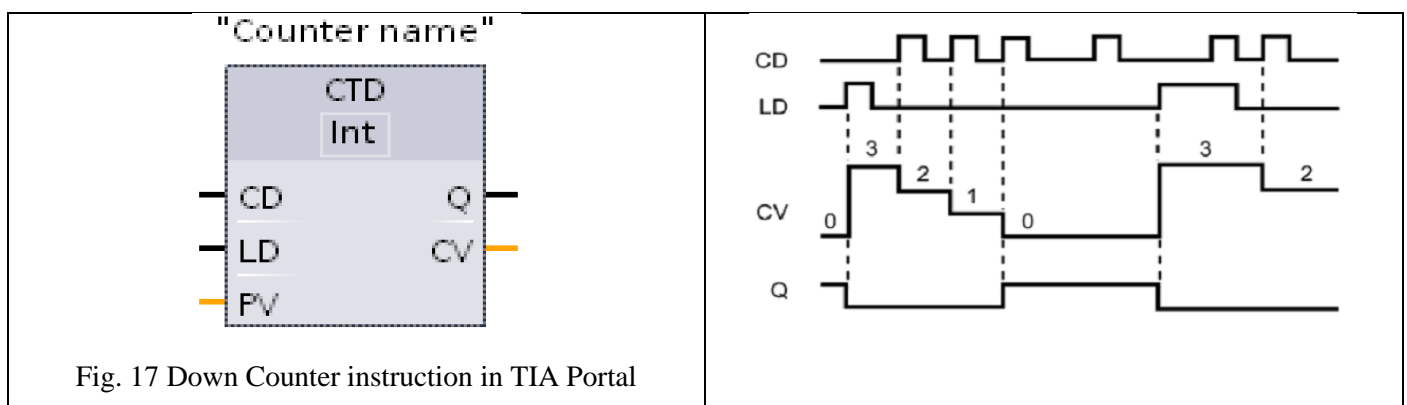 "Counter name"
CTD
Int
CD Q
LD CV
PV
Fig. 17 Down Counter instruction in TIA Portal
CD
LD
3 3
2 2
1
CV 0 0
Q